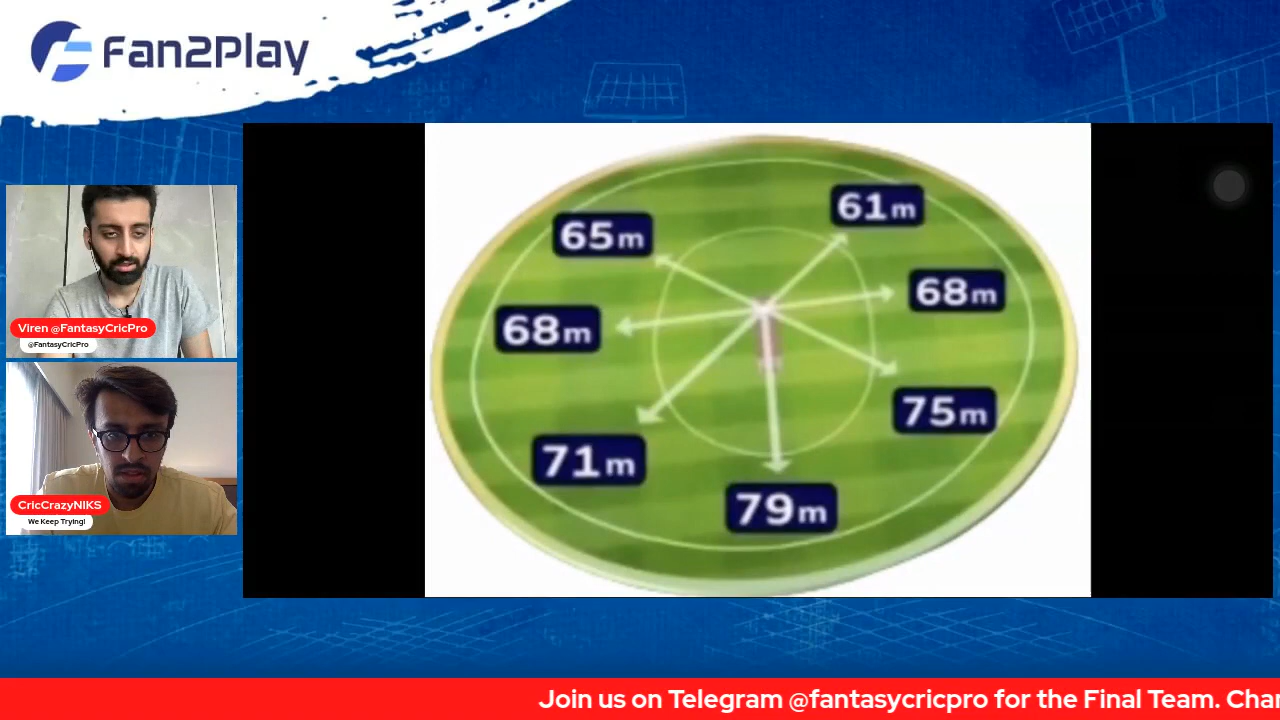 Fan2Play
65m
61m
68m
68m
71m
75m
79m
Viren @FantasyCricPro
@FantasyCricPro
CricCrazyNIKS
We Keep Trying!
Join us on Telegram @fantasycricpro for the Final Team. Char